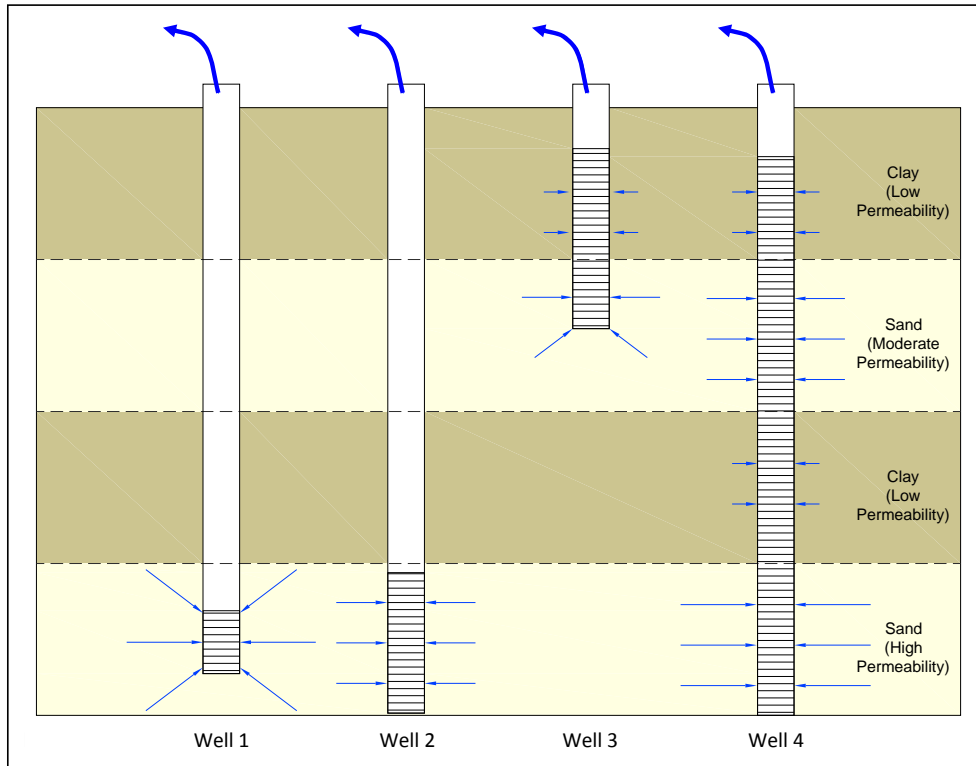 Clay
(Low
Permeability)
Sand
(Moderate
Permeability)
Clay
(Low
Permeability)
Sand
(High
Permeability)
Well 1
Well 2
Well 3
Well 4